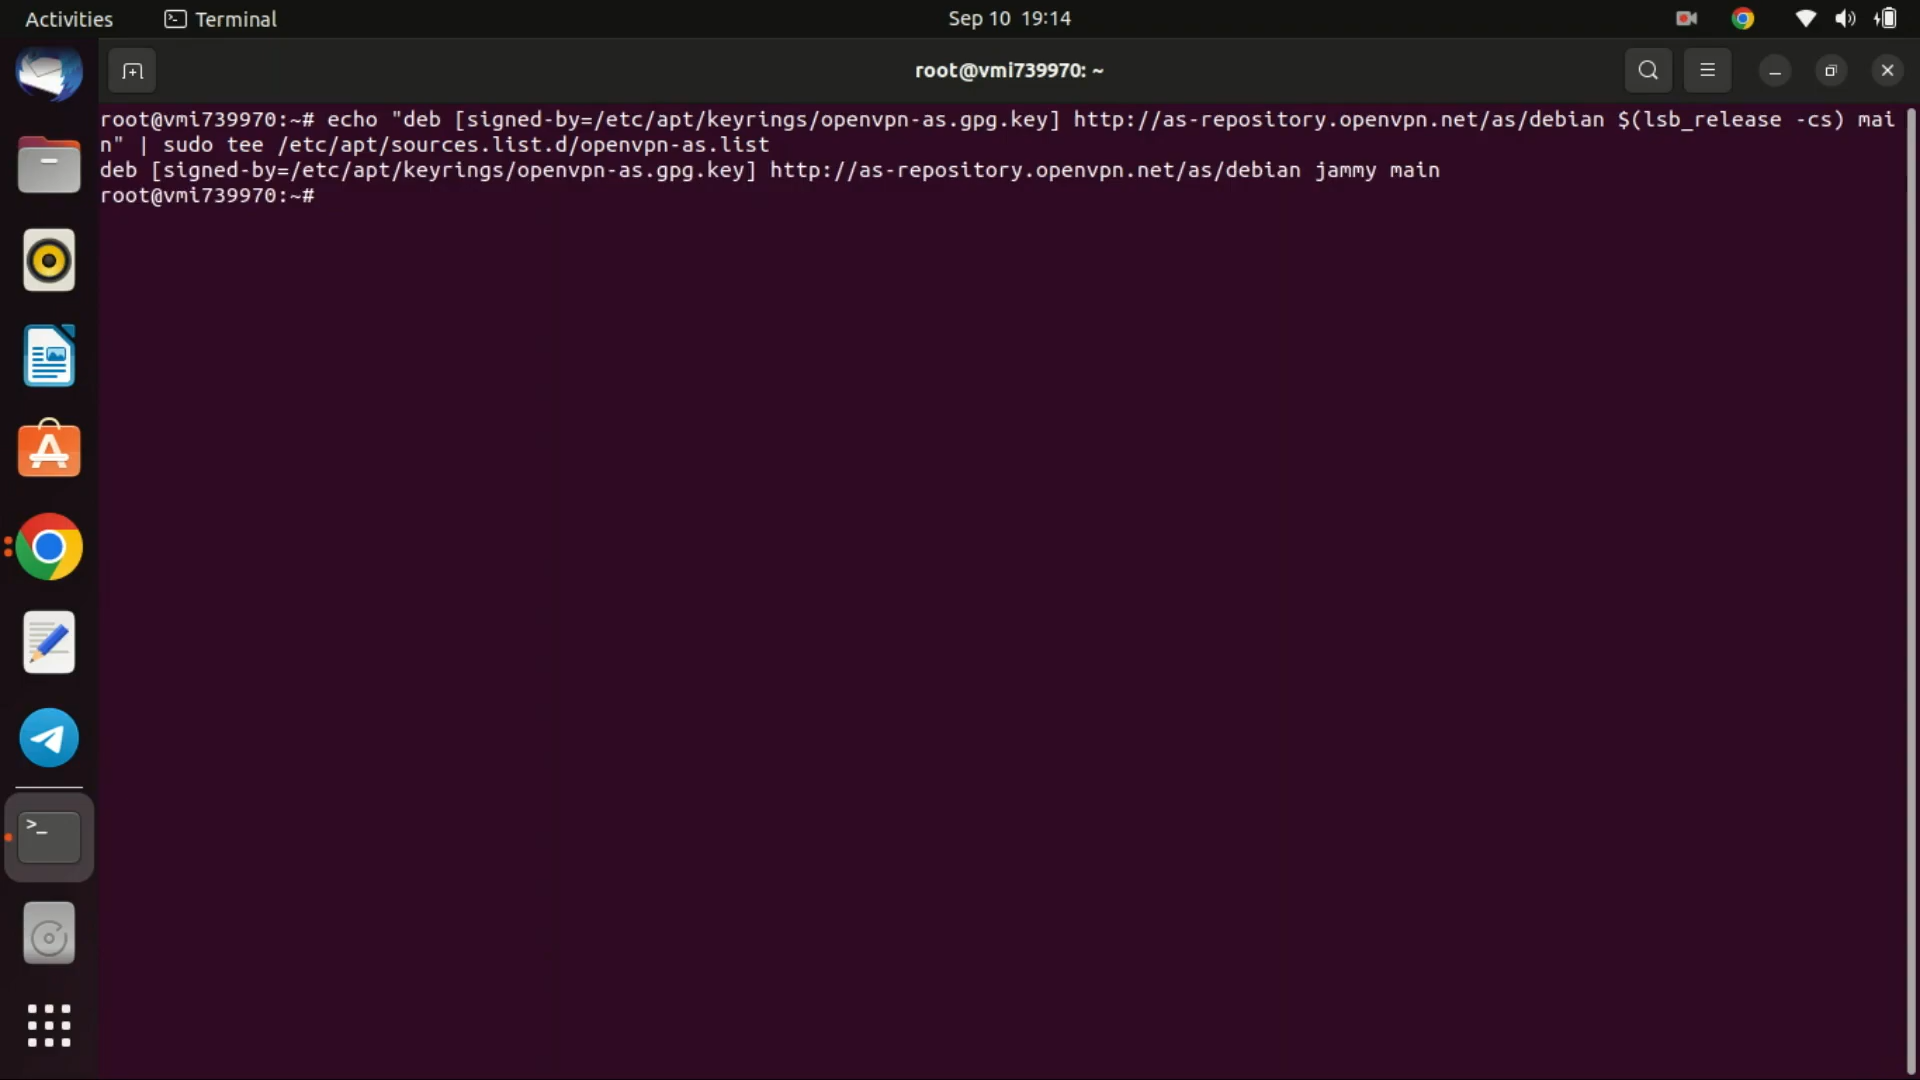 Activities Terminal Sep 10 19:14
root@vmi739970: ~
root@vmi739970:~# echo "deb [signed-by=/etc/apt/keyrings/openvpn-as.gpg.key] http://as-repository.openvpn.net/as/debian $(lsb_release -cs) mai
n" | sudo tee /etc/apt/sources.list.d/openvpn-as.list
deb [signed-by=/etc/apt/keyrings/openvpn-as.gpg.key] http://as-repository.openvpn.net/as/debian jammy main
root@vmi739970:~#